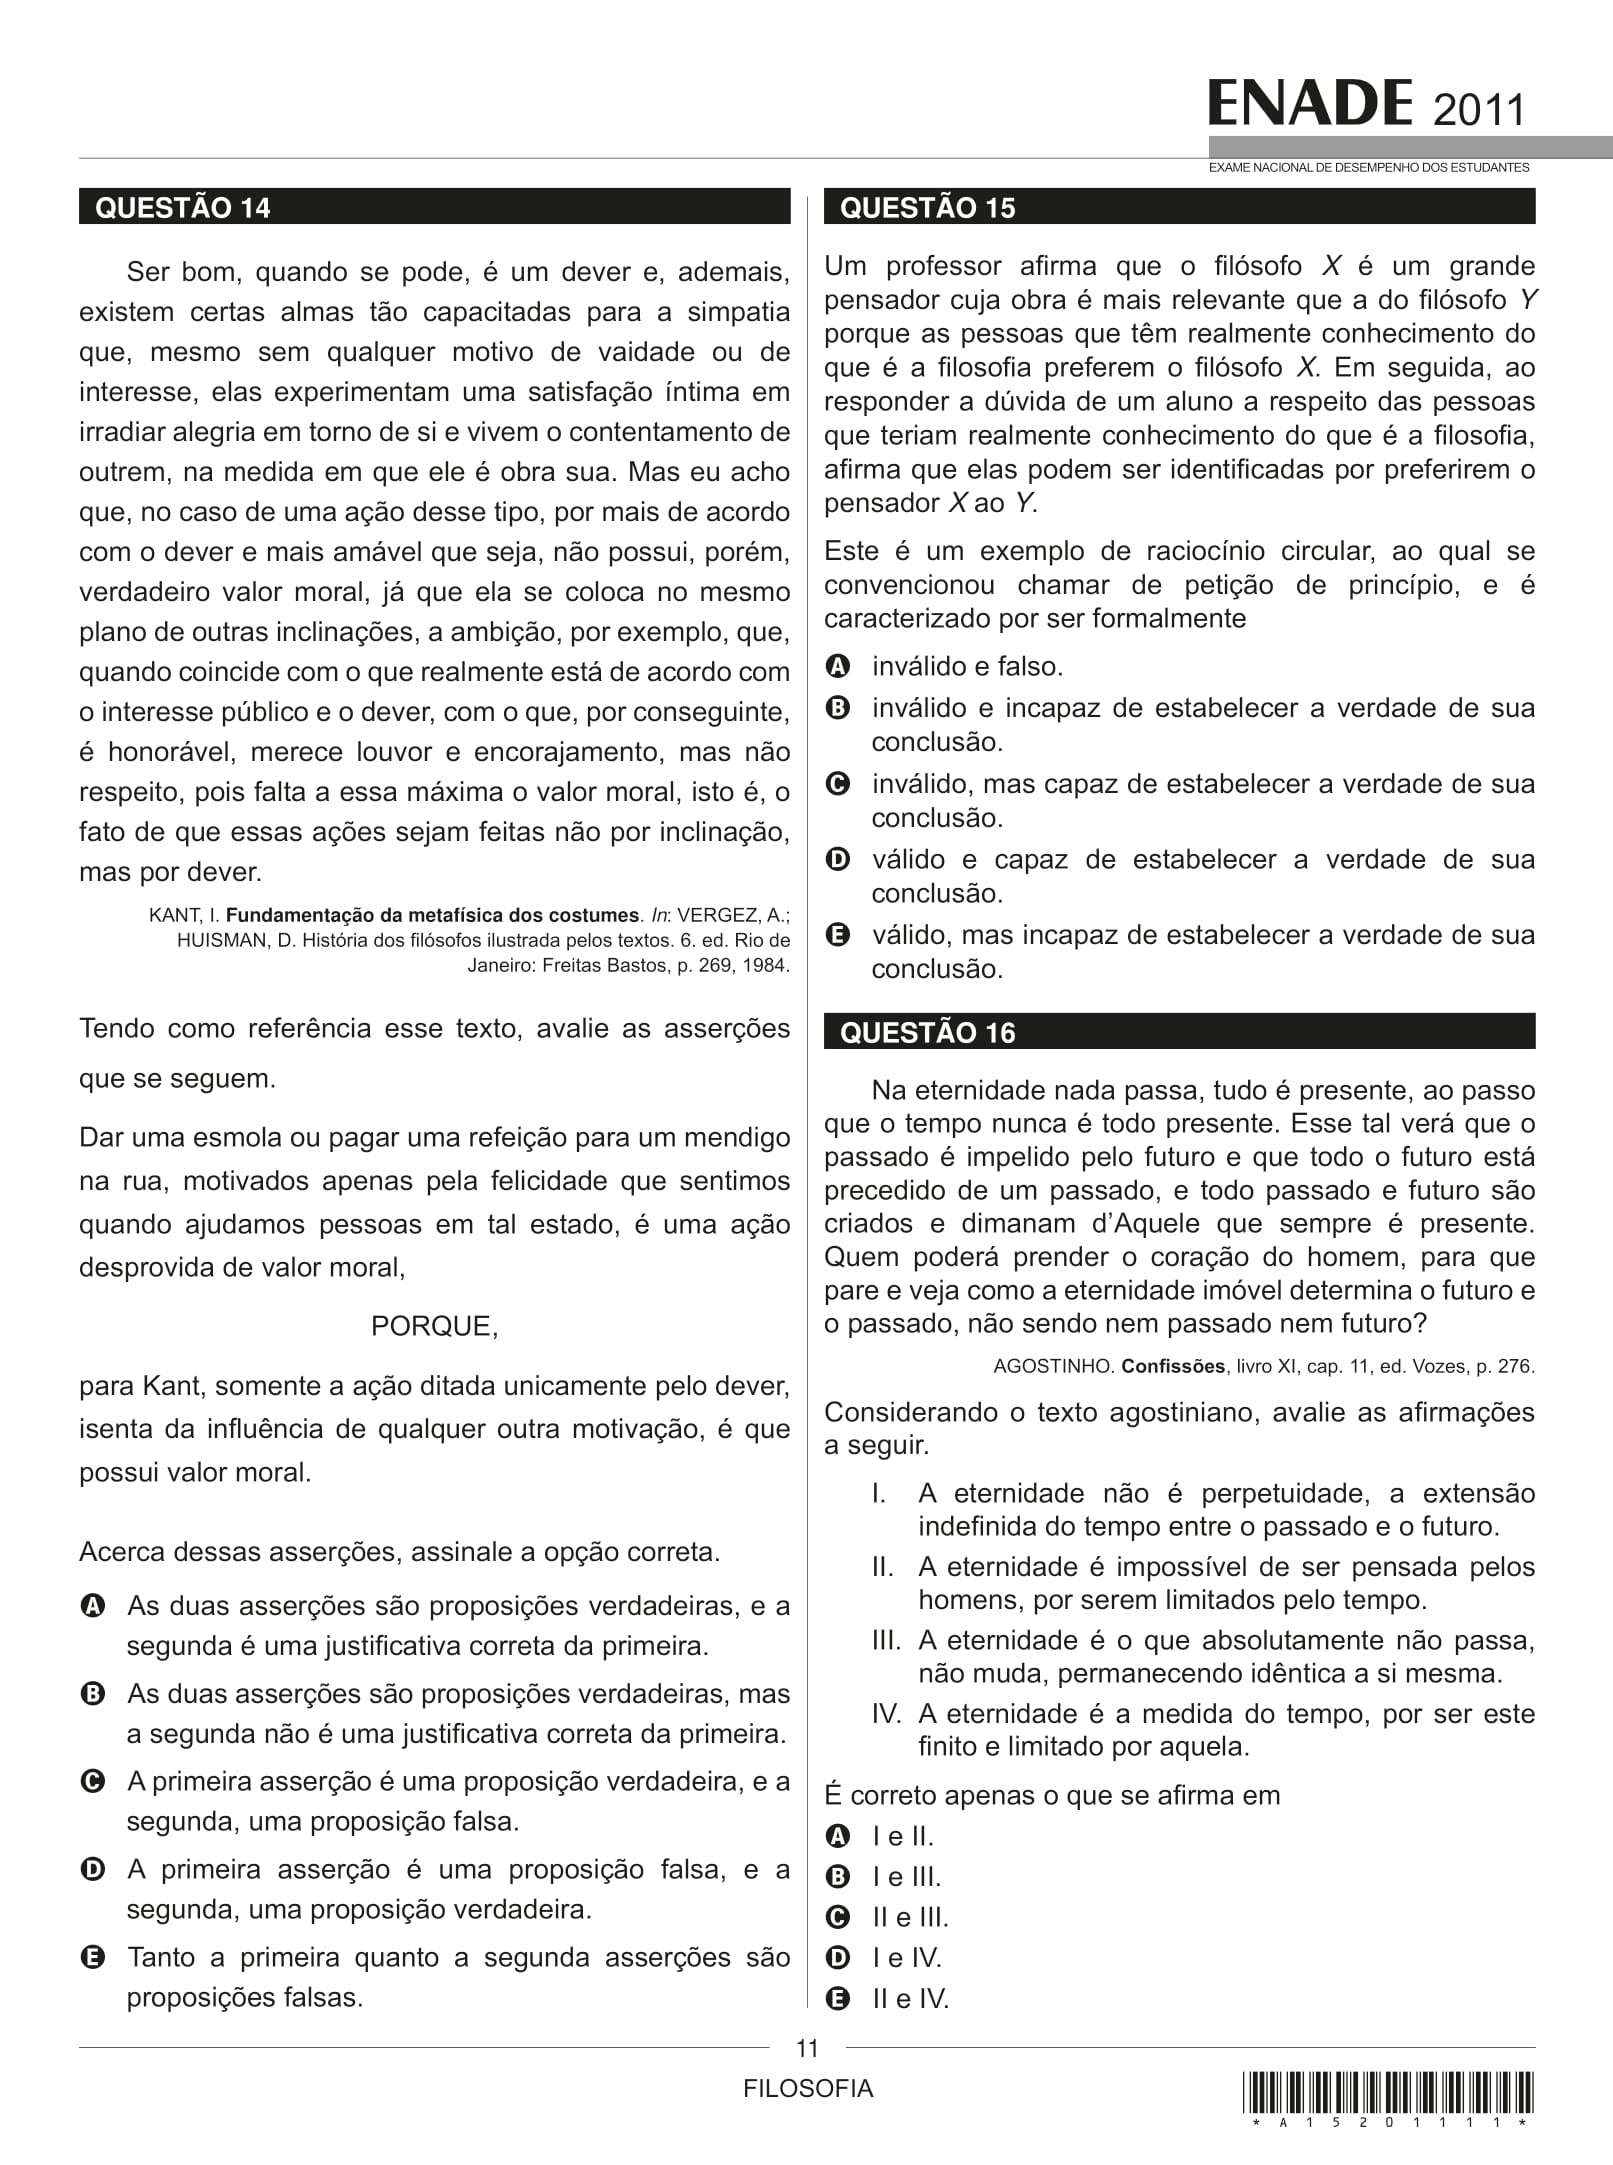 ENADE 2011
EXAME NACIONAL DE DESEMPENHO DOS ESTUDANTES
QUESTÃO 14
Ser bom, quando se pode, é um dever e, ademais,
existem certas almas tão capacitadas para a simpatia
que, mesmo sem qualquer motivo de vaidade ou de
interesse, elas experimentam uma satisfação íntima em
irradiar alegria em torno de si e vivem o contentamento de
outrem, na medida em que ele é obra sua. Mas eu acho
que, no caso de uma ação desse tipo, por mais de acordo
com o dever e mais amável que seja, não possui, porém,
verdadeiro valor moral, já que ela se coloca no mesmo
plano de outras inclinações, a ambição, por exemplo, que,
quando coincide com o que realmente está de acordo com
o interesse público e o dever, com o que, por conseguinte,
é honorável, merece louvor e encorajamento, mas não
respeito, pois falta a essa máxima o valor moral, isto é, o
fato de que essas ações sejam feitas não por inclinação,
mas por dever.
KANT, I. Fundamentação da metafísica dos costumes. In: VERGEZ, A.;
HUISMAN, D. História dos filósofos ilustrada pelos textos. 6. ed. Rio de
Janeiro: Freitas Bastos, p. 269, 1984.
Tendo como referência esse texto, avalie as asserções
que se seguem.
Dar uma esmola ou pagar uma refeição para um mendigo
na rua, motivados apenas pela felicidade que sentimos
quando ajudamos pessoas em tal estado, é uma ação
desprovida de valor moral,
PORQUE,
para Kant, somente a ação ditada unicamente pelo dever,
isenta da influência de qualquer outra motivação, é que
possui valor moral.
Acerca dessas asserções, assinale a opção correta.
A As duas asserções são proposições verdadeiras, e a
segunda é uma justificativa correta da primeira.
B As duas asserções são proposições verdadeiras, mas
a segunda não é uma justificativa correta da primeira.
C A primeira asserção é uma proposição verdadeira, e a
segunda, uma proposição falsa.
D A primeira asserção é uma proposição falsa, e a
segunda, uma proposição verdadeira.
E Tanto a primeira quanto a segunda asserções são
proposições falsas.
QUESTÃO 15
Um professor afirma que o filósofo X é um grande
pensador cuja obra é mais relevante que a do filósofo Y
porque as pessoas que têm realmente conhecimento do
que é a filosofia preferem o filósofo X. Em seguida, ao
responder a dúvida de um aluno a respeito das pessoas
que teriam realmente conhecimento do que é a filosofia,
afirma que elas podem ser identificadas por preferirem o
pensador X ao Y.
Este é um exemplo de raciocínio circular, ao qual se
convencionou chamar de petição de princípio, e é
caracterizado por ser formalmente
A inválido e falso.
B inválido e incapaz de estabelecer a verdade de sua
conclusão.
C inválido, mas capaz de estabelecer a verdade de sua
conclusão.
D válido e capaz de estabelecer a verdade de sua
conclusão.
E válido, mas incapaz de estabelecer a verdade de sua
conclusão.
QUESTÃO 16
Na eternidade nada passa, tudo é presente, ao passo
que o tempo nunca é todo presente. Esse tal verá que o
passado é impelido pelo futuro e que todo o futuro está
precedido de um passado, e todo passado e futuro são
criados e dimanam d’Aquele que sempre é presente.
Quem poderá prender o coração do homem, para que
pare e veja como a eternidade imóvel determina o futuro e
o passado, não sendo nem passado nem futuro?
AGOSTINHO. Confissões, livro XI, cap. 11, ed. Vozes, p. 276.
Considerando o texto agostiniano, avalie as afirmações
a seguir.
I. A eternidade não é perpetuidade, a extensão
indefinida do tempo entre o passado e o futuro.
II. A eternidade é impossível de ser pensada pelos
homens, por serem limitados pelo tempo.
III. A eternidade é o que absolutamente não passa,
não muda, permanecendo idêntica a si mesma.
IV. A eternidade é a medida do tempo, por ser este
finito e limitado por aquela.
É correto apenas o que se afirma em
A I e II.
B I e III.
C II e III.
D I e IV.
E II e IV.
11
FILOSOFIA
*A15201111*